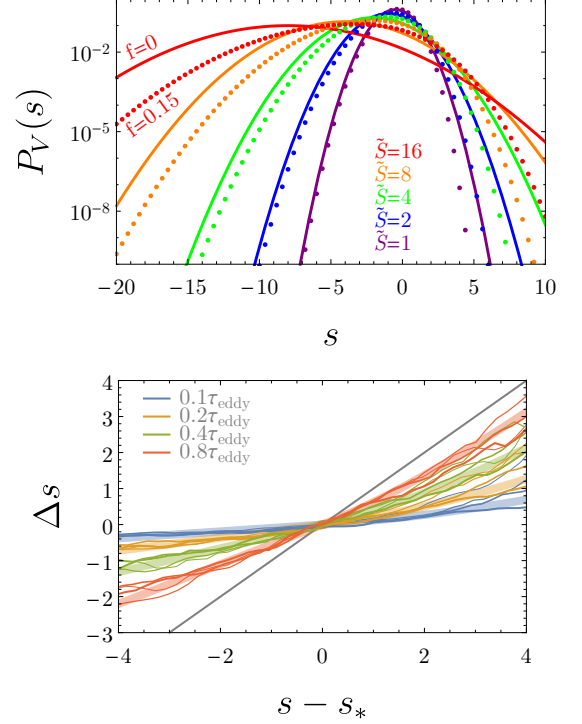 P_V(s)
10^{-2}
10^{-5}
10^{-8}
f=0
f=0.15
S̃=16
S̃=8
S̃=4
S̃=2
S̃=1
−20 −15 −10 −5 0 5 10
s
Δs
4
3
2
1
0
−1
−2
−3
0.1τ_eddy
0.2τ_eddy
0.4τ_eddy
0.8τ_eddy
−4 −2 0 2 4
s − s_*